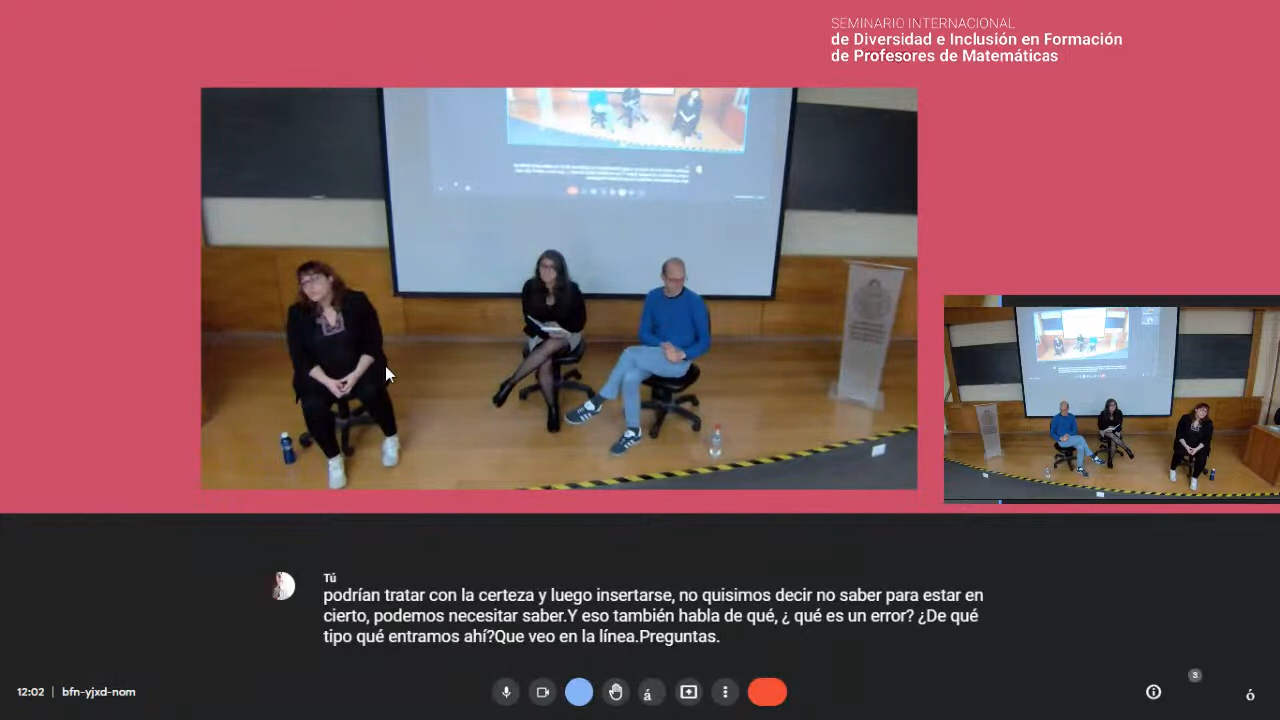 SEMINARIO INTERNACIONAL
de Diversidad e Inclusión en Formación
de Profesores de Matemáticas
Tú
podrían tratar con la certeza y luego insertarse, no quisimos decir no saber para estar en
cierto, podemos necesitar saber.Y eso también habla de qué, ¿ qué es un error? ¿De qué
tipo qué entramos ahí?Que veo en la línea.Preguntas.
12:02 | bfn-yjxd-nom
á
3
ó